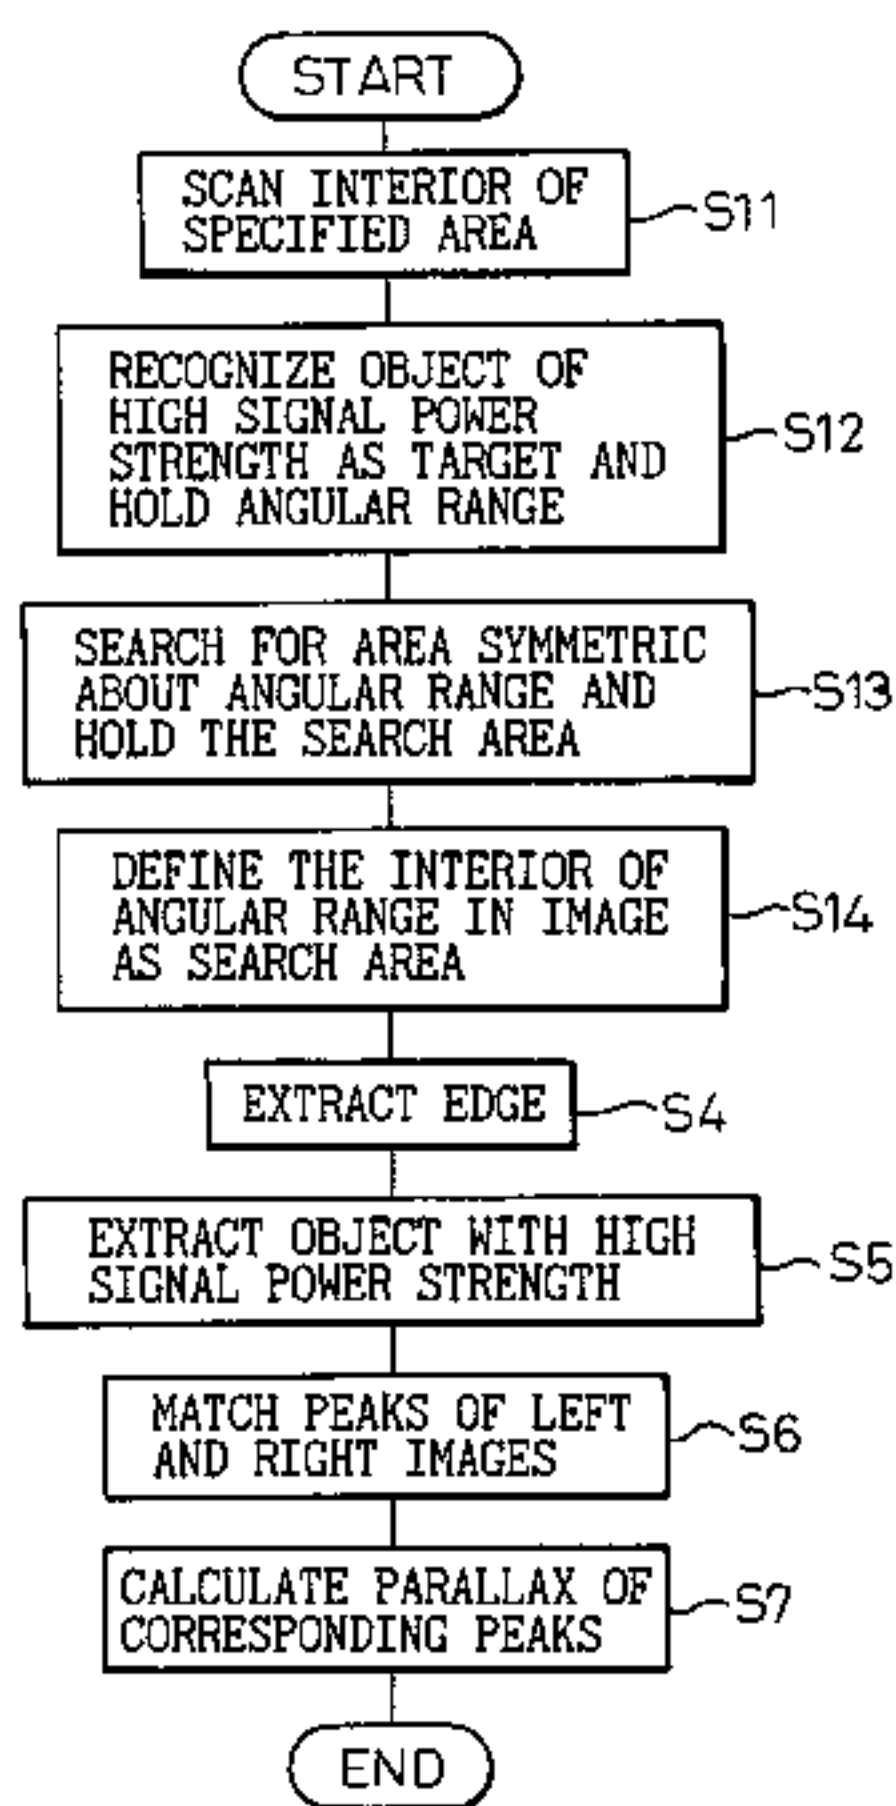 START
SCAN INTERIOR OF
SPECIFIED AREA
S11
RECOGNIZE OBJECT OF
HIGH SIGNAL POWER
STRENGTH AS TARGET AND
HOLD ANGULAR RANGE
S12
SEARCH FOR AREA SYMMETRIC
ABOUT ANGULAR RANGE AND
HOLD THE SEARCH AREA
S13
DEFINE THE INTERIOR OF
ANGULAR RANGE IN IMAGE
AS SEARCH AREA
S14
EXTRACT EDGE
S4
EXTRACT OBJECT WITH HIGH
SIGNAL POWER STRENGTH
S5
MATCH PEAKS OF LEFT
AND RIGHT IMAGES
S6
CALCULATE PARALLAX OF
CORRESPONDING PEAKS
S7
END